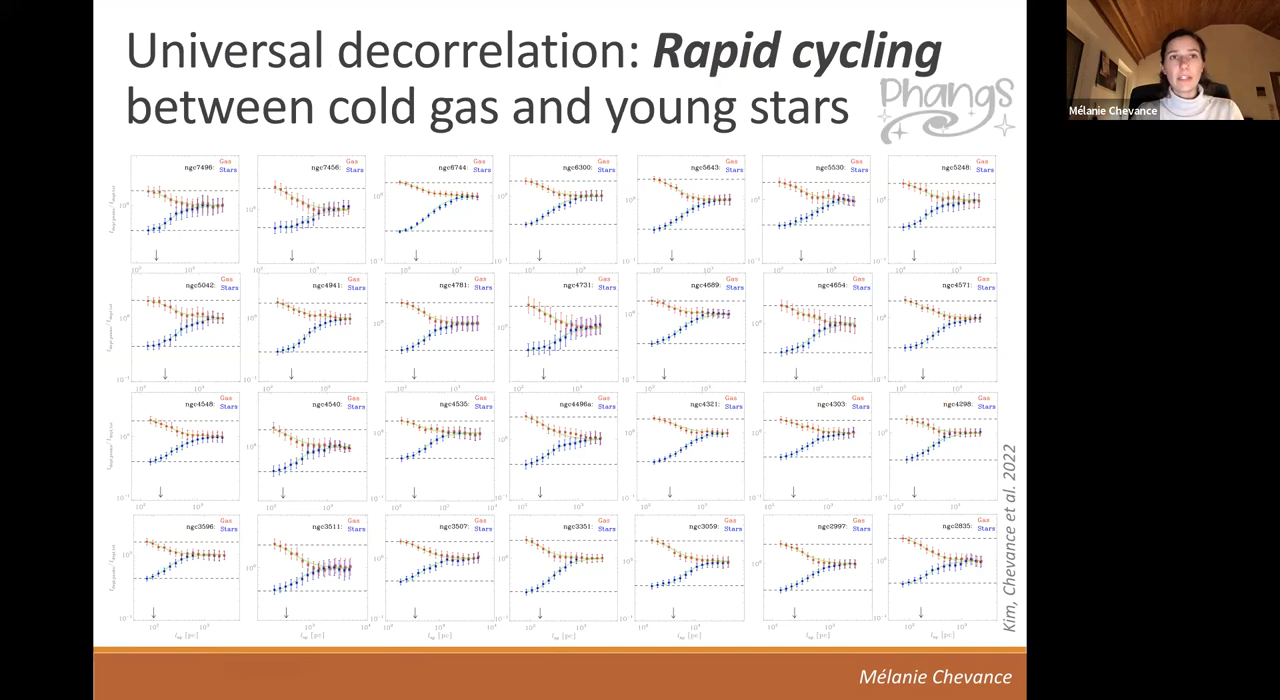 Universal decorrelation: Rapid cycling
between cold gas and young stars
Phangs
Mélanie Chevance
ngc7496: Gas Stars
ngc7456: Gas Stars
ngc6744: Gas Stars
ngc6300: Gas Stars
ngc5643: Gas Stars
ngc5530: Gas Stars
ngc5248: Gas Stars
ngc5042: Gas Stars
ngc4941: Gas Stars
ngc4781: Gas Stars
ngc4731: Gas Stars
ngc4689: Gas Stars
ngc4654: Gas Stars
ngc4571: Gas Stars
ngc4548: Gas Stars
ngc4540: Gas Stars
ngc4535: Gas Stars
ngc4496a: Gas Stars
ngc4321: Gas Stars
ngc4303: Gas Stars
ngc4298: Gas Stars
ngc3596: Gas Stars
ngc3511: Gas Stars
ngc3507: Gas Stars
ngc3351: Gas Stars
ngc3059: Gas Stars
ngc2997: Gas Stars
ngc2835: Gas Stars
Kim, Chevance et al. 2022
Mélanie Chevance